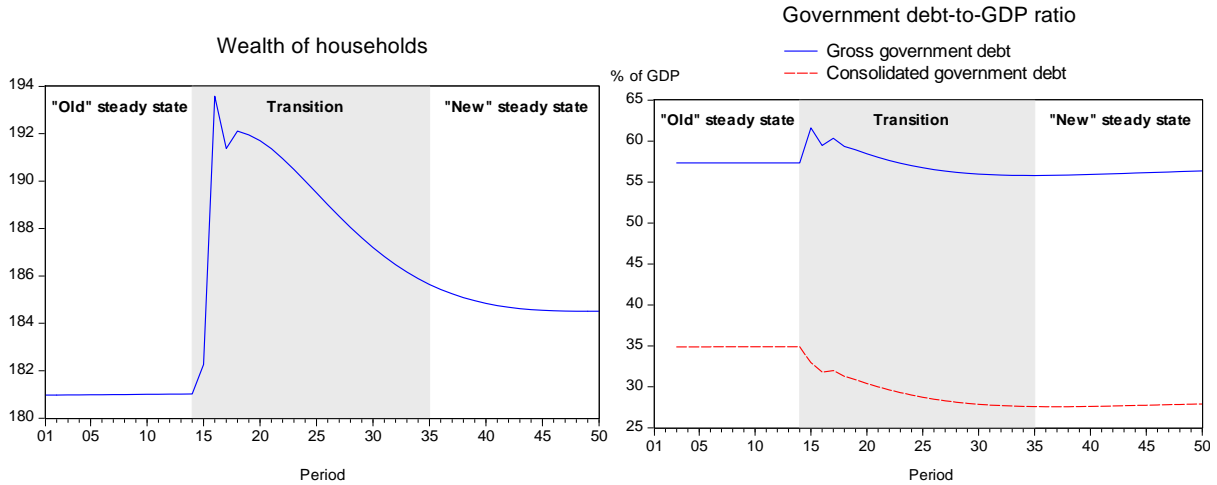 Wealth of households
194
192
190
188
186
184
182
180
"Old" steady state
Transition
"New" steady state
01 05 10 15 20 25 30 35 40 45 50
Period
Government debt-to-GDP ratio
Gross government debt
Consolidated government debt
% of GDP
65
60
55
50
45
40
35
30
25
"Old" steady state
Transition
"New" steady state
01 05 10 15 20 25 30 35 40 45 50
Period